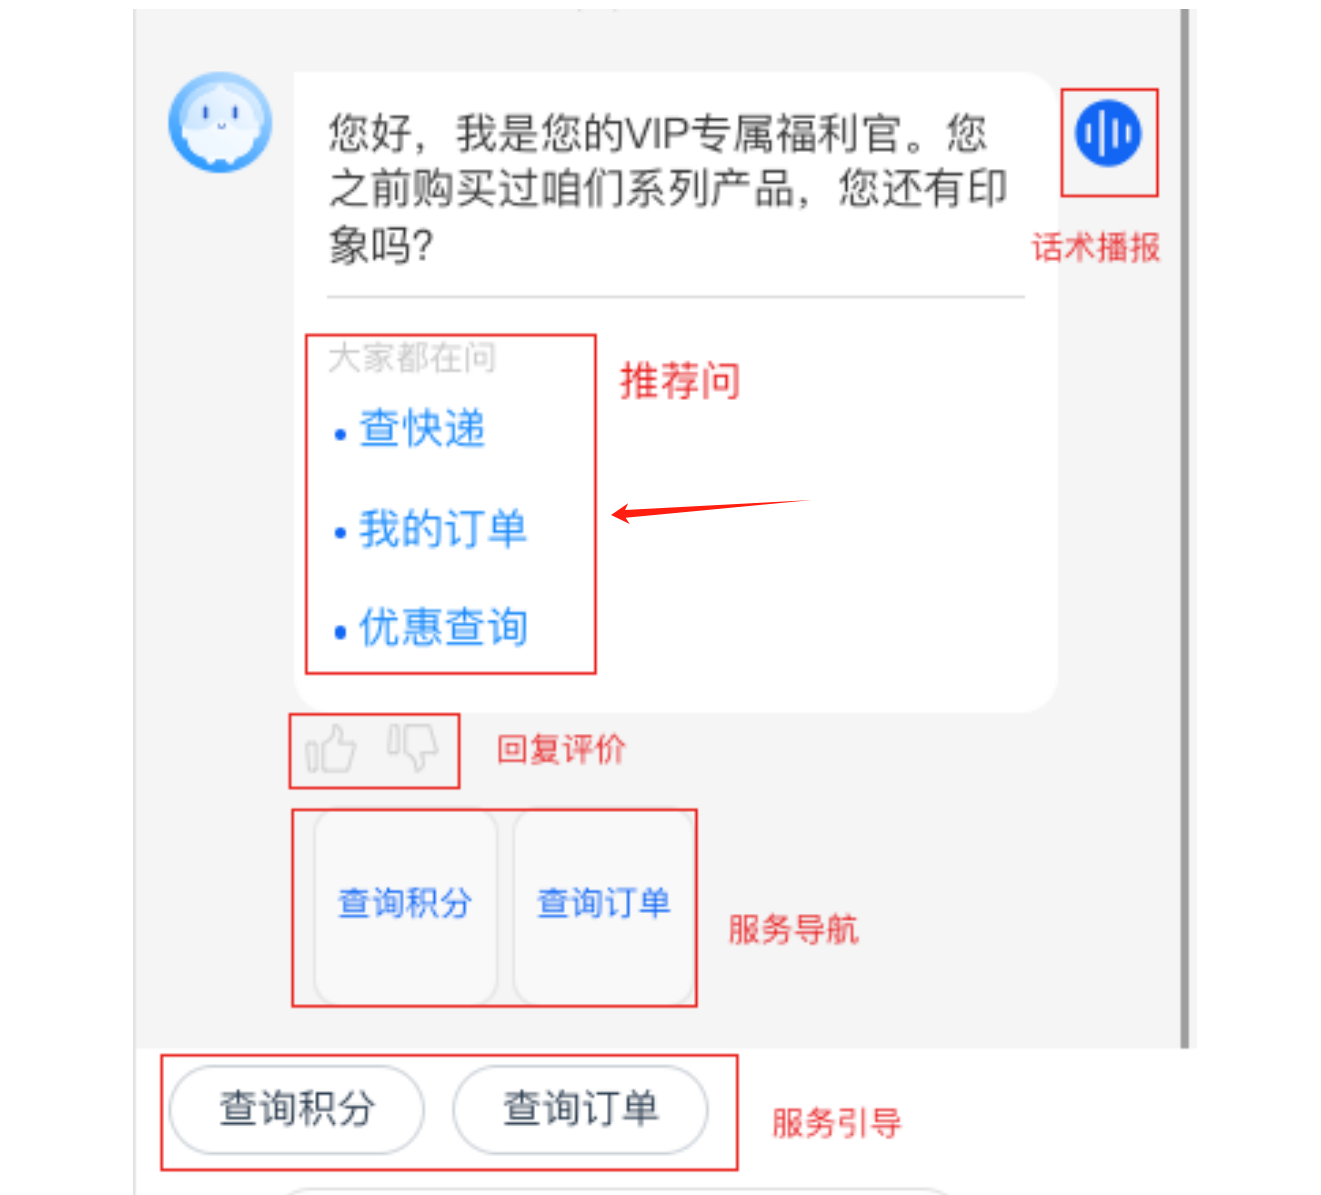 您好，我是您的VIP专属福利官。您
之前购买过咱们系列产品，您还有印
象吗?
话术播报
大家都在问
推荐问
• 查快递
• 我的订单
• 优惠查询
回复评价
查询积分
查询订单
服务导航
查询积分
查询订单
服务引导